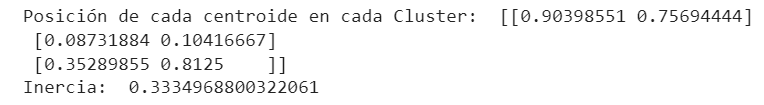 Posición de cada centroide en cada Cluster:  [[0.90398551 0.75694444]
 [0.08731884 0.10416667]
 [0.35289855 0.8125    ]]
Inercia:  0.3334968800322061